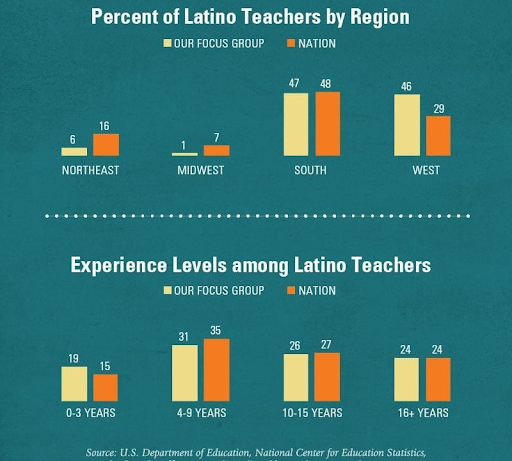 Percent of Latino Teachers by Region
OUR FOCUS GROUP NATION
6 16 1 7 47 48 46 29
NORTHEAST MIDWEST SOUTH WEST
Experience Levels among Latino Teachers
OUR FOCUS GROUP NATION
19 15 31 35 26 27 24 24
0-3 YEARS 4-9 YEARS 10-15 YEARS 16+ YEARS
Source: U.S. Department of Education, National Center for Education Statistics,